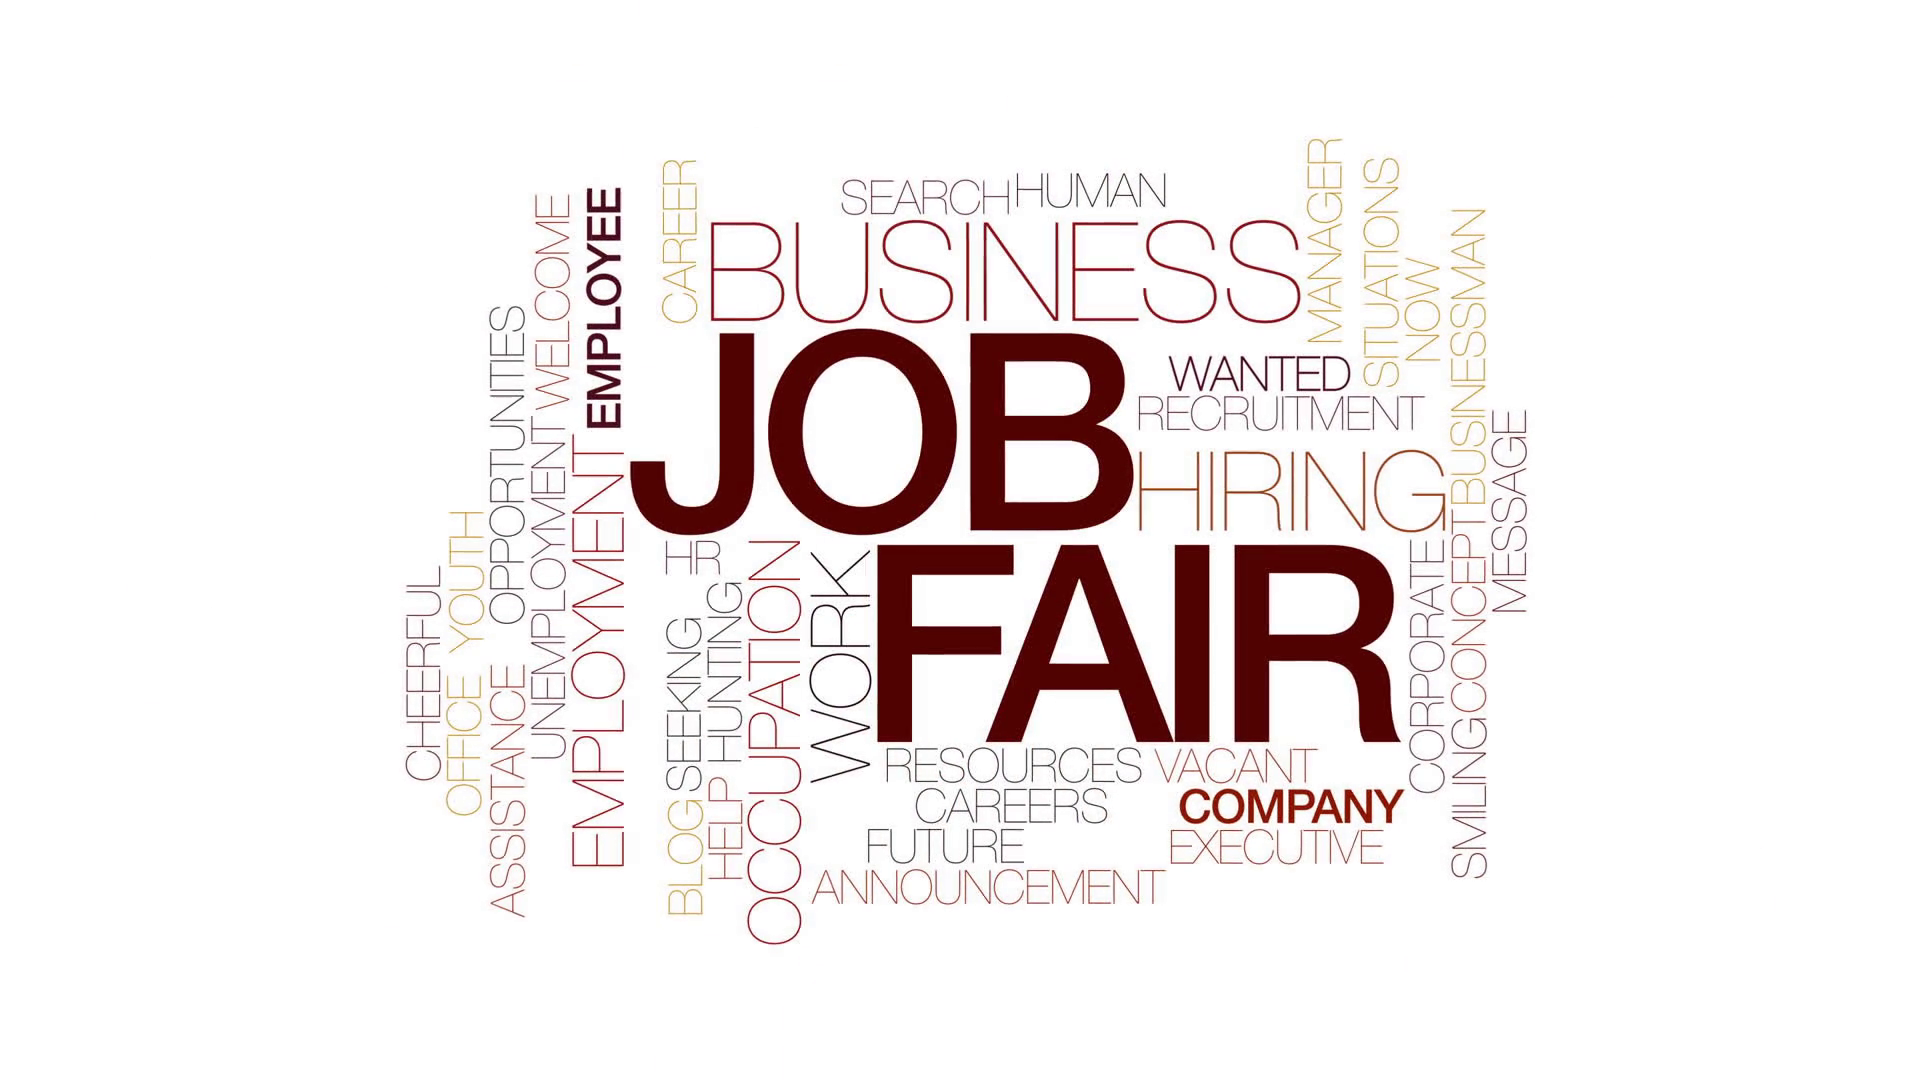 CHEERFUL
OFFICE
YOUTH
ASSISTANCE
OPPORTUNITIES
UNEMPLOYMENT
WELCOME
EMPLOYMENT
EMPLOYEE
CAREER
SEARCH
HUMAN
BUSINESS
JOB
FAIR
MANAGER
SITUATIONS
NOW
BUSINESSMAN
WANTED
RECRUITMENT
HIRING
MESSAGE
HR
BLOG
SEEKING
HELP
HUNTING
OCCUPATION
WORK
CORPORATE
SMILING
CONCEPT
RESOURCES
VACANT
CAREERS
COMPANY
FUTURE
EXECUTIVE
ANNOUNCEMENT